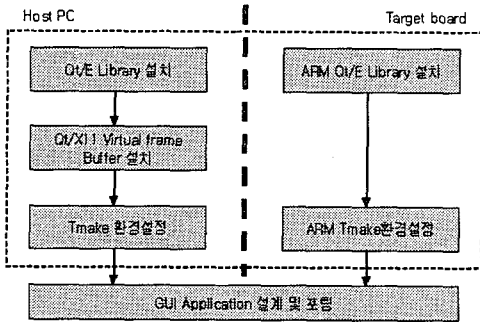 Host PC
Target board
Qt/E Library 설치
ARM Qt/E Library 설치
Qt/X11 Virtual frame
Buffer 설치
Tmake 환경설정
ARM Tmake환경설정
GUI Application 설계 및 포팅